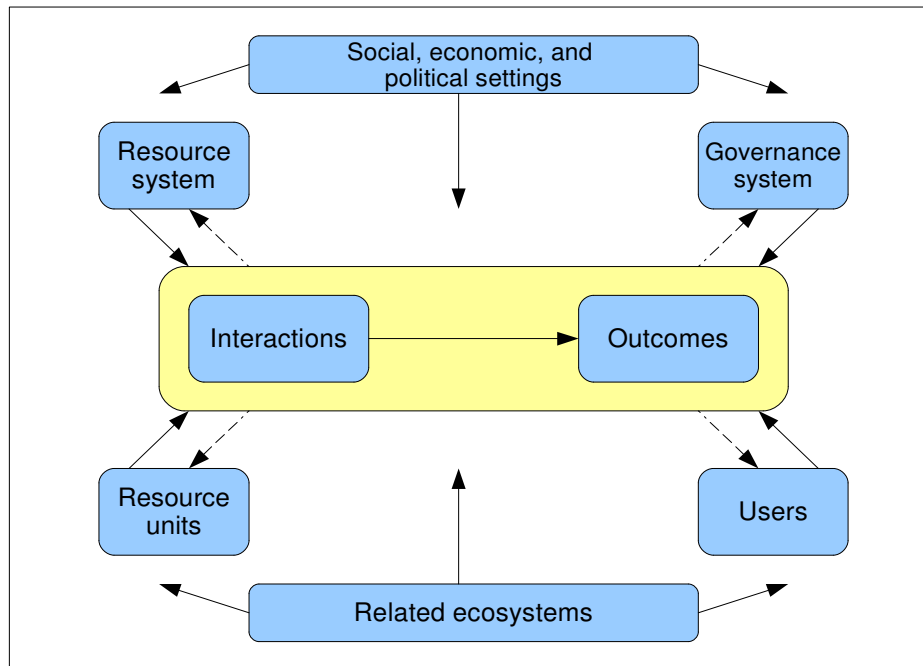 Social, economic, and
political settings
Resource
system
Governance
system
Interactions
Outcomes
Resource
units
Users
Related ecosystems